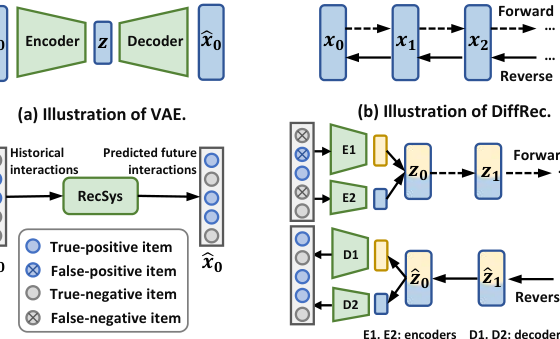 Encoder
z
Decoder
x̂₀
(a) Illustration of VAE.
Forward
x₀
x₁
x₂
...
...
Reverse
(b) Illustration of DiffRec.
Historical
interactions
Predicted future
interactions
RecSys
x̂₀
True-positive item
False-positive item
True-negative item
False-negative item
E1
E2
z₀
z₁
D1
D2
ẑ₀
ẑ₁
E1, E2: encoders D1, D2: decoder